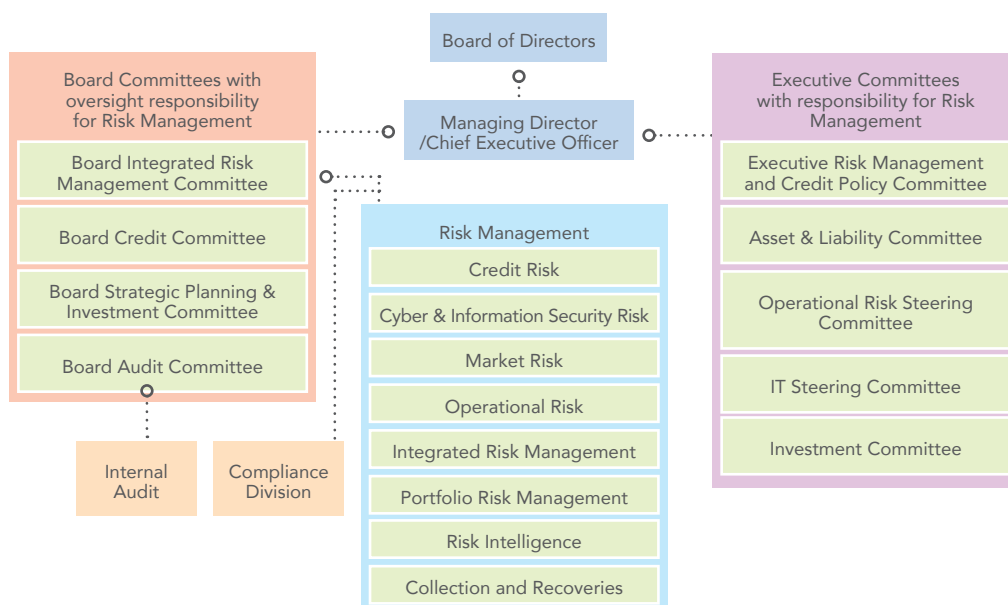 Board of Directors
Managing Director
/Chief Executive Officer
Board Committees with
oversight responsibility
for Risk Management
Board Integrated Risk
Management Committee
Board Credit Committee
Board Strategic Planning &
Investment Committee
Board Audit Committee
Internal
Audit
Compliance
Division
Risk Management
Credit Risk
Cyber & Information Security Risk
Market Risk
Operational Risk
Integrated Risk Management
Portfolio Risk Management
Risk Intelligence
Collection and Recoveries
Executive Committees
with responsibility for Risk
Management
Executive Risk Management
and Credit Policy Committee
Asset & Liability Committee
Operational Risk Steering
Committee
IT Steering Committee
Investment Committee